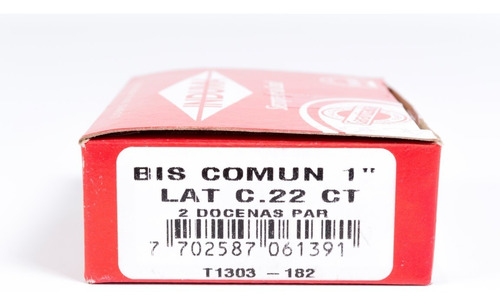 BIS COMUN 1"
LAT C.22 CT
2 DOCENAS PAR
7 702587 061391
T1303 - 182